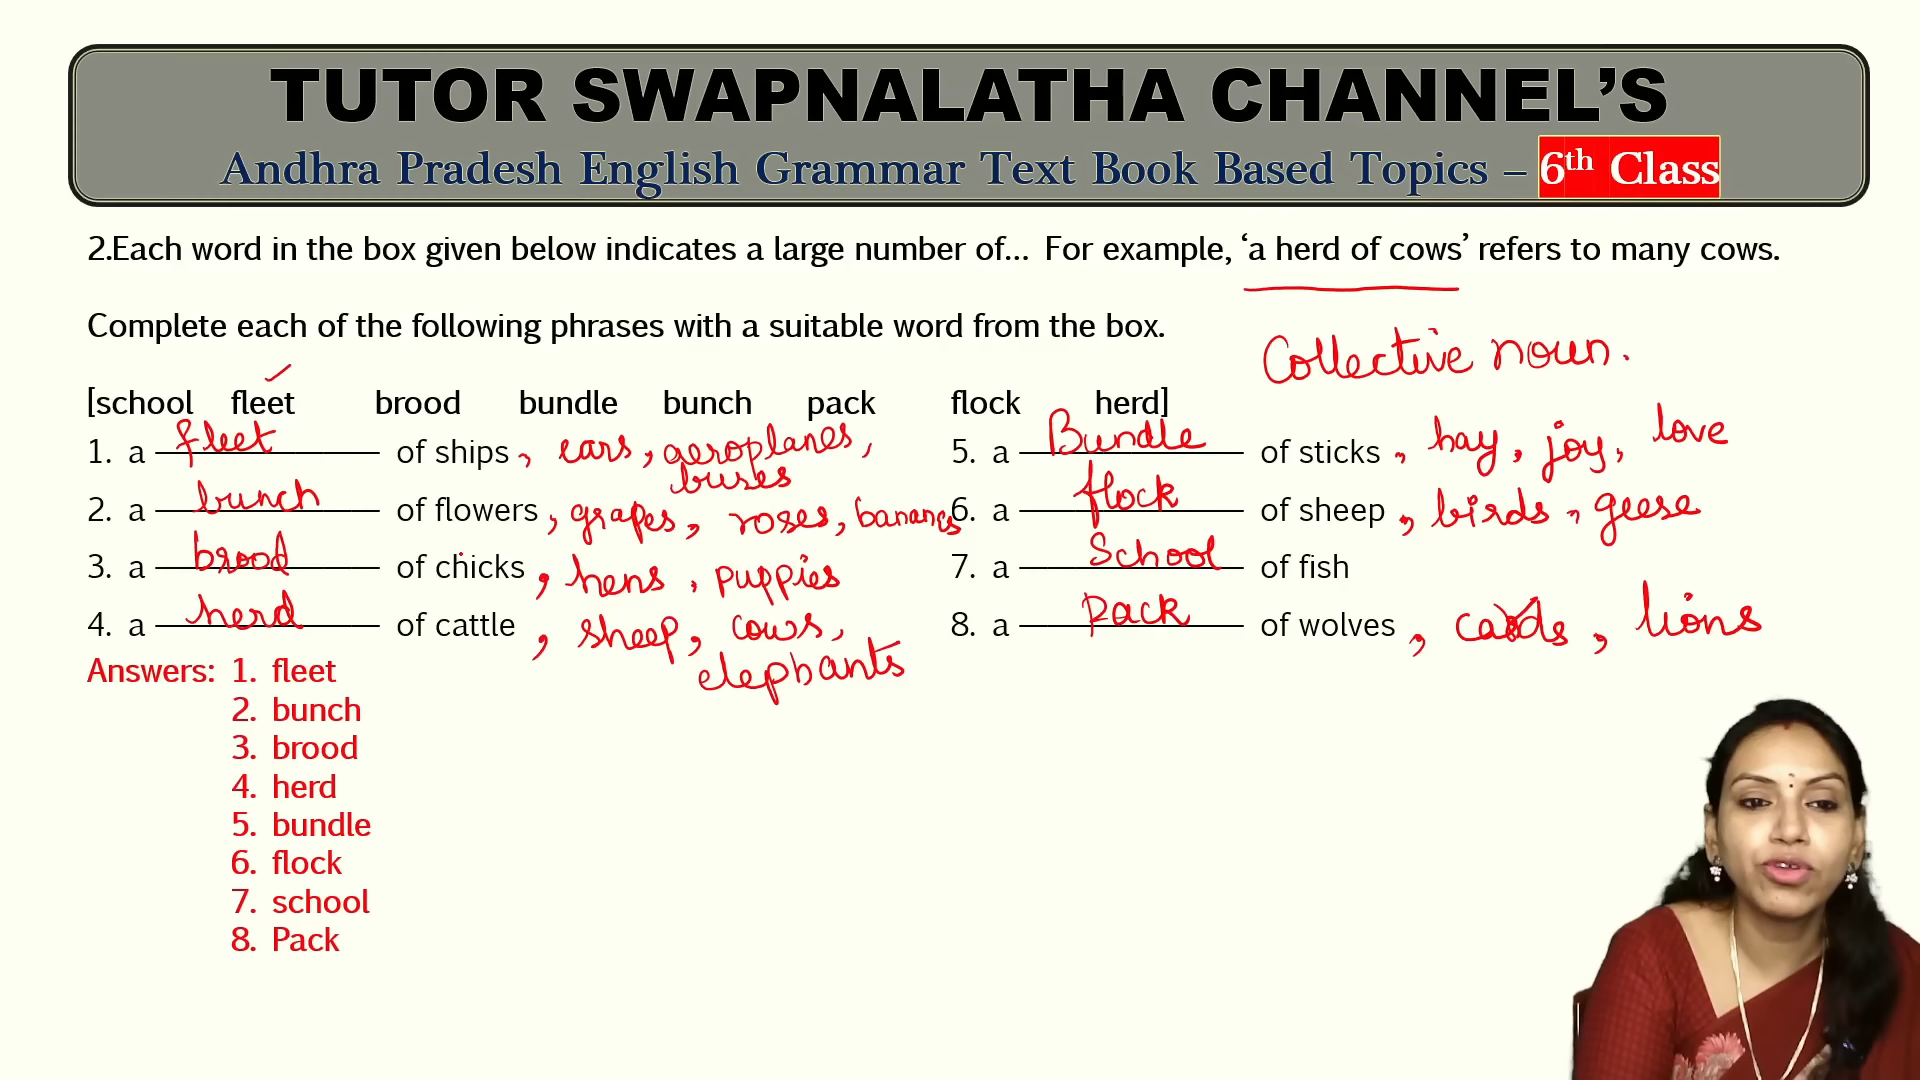 TUTOR SWAPNALATHA CHANNEL'S
Andhra Pradesh English Grammar Text Book Based Topics – 6th Class
2.Each word in the box given below indicates a large number of... For example, ‘a herd of cows’ refers to many cows.
Complete each of the following phrases with a suitable word from the box.
Collective noun.
[school fleet brood bundle bunch pack flock herd]
1. a fleet of ships, cars, aeroplanes,
buses
2. a bunch of flowers, grapes, roses, bananas
3. a brood of chicks, hens, puppies
4. a herd of cattle, sheep, cows,
elephants
5. a Bundle of sticks, hay, joy, love
6. a flock of sheep, birds, geese
7. a School of fish
8. a Pack of wolves, cards, lions
Answers: 1. fleet
2. bunch
3. brood
4. herd
5. bundle
6. flock
7. school
8. Pack